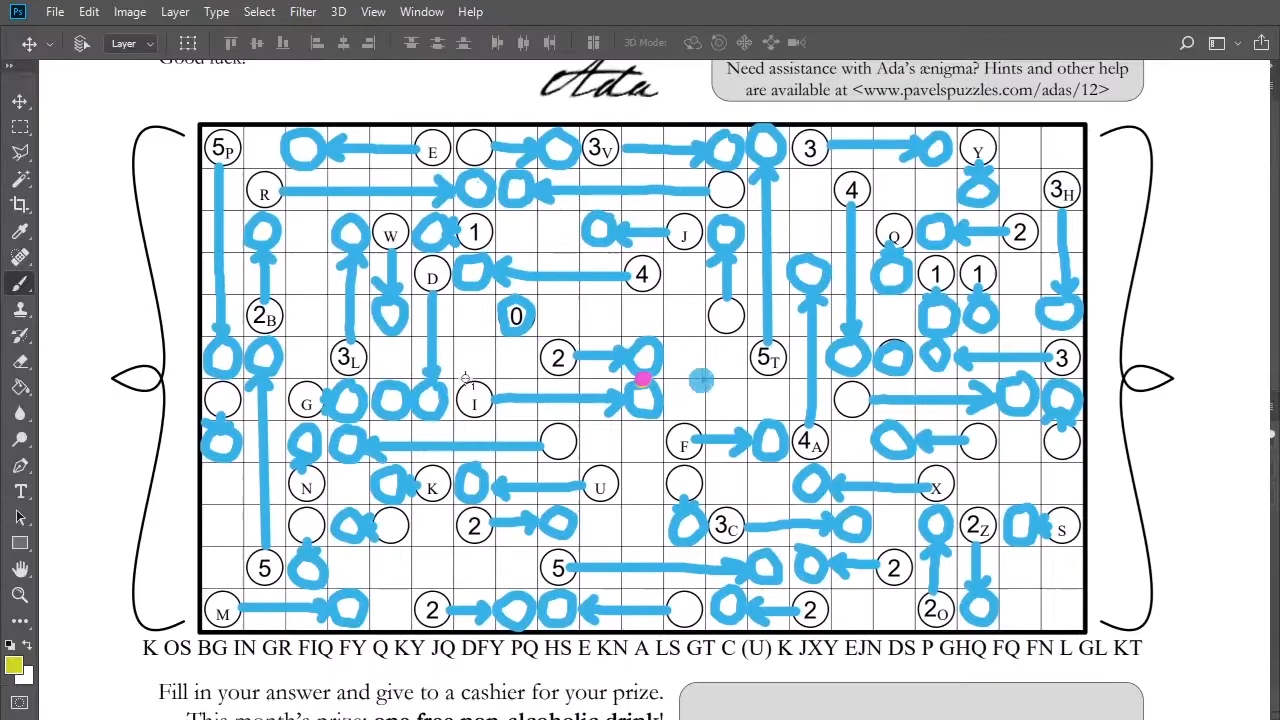 Ps File Edit Image Layer Type Select Filter 3D View Window Help
Layer 3D Mode:
Good luck!
Ada
Need assistance with Ada's ænigma? Hints and other help
are available at <www.pavelspuzzles.com/adas/12>
5P E 3V 3 Y
R 4 3H
W 1 J Q 2
D 4 1 1
2B 0
3L 2 5T 3
G I
F 4A
N K U X
2 3C 2Z S
5 5 2
M 2 2 2O
K OS BG IN GR FIQ FY Q KY JQ DFY PQ HS E KN A LS GT C (U) K JXY EJN DS P GHQ FQ FN L GL KT
Fill in your answer and give to a cashier for your prize.
This month's prize: one free non-alcoholic drink!